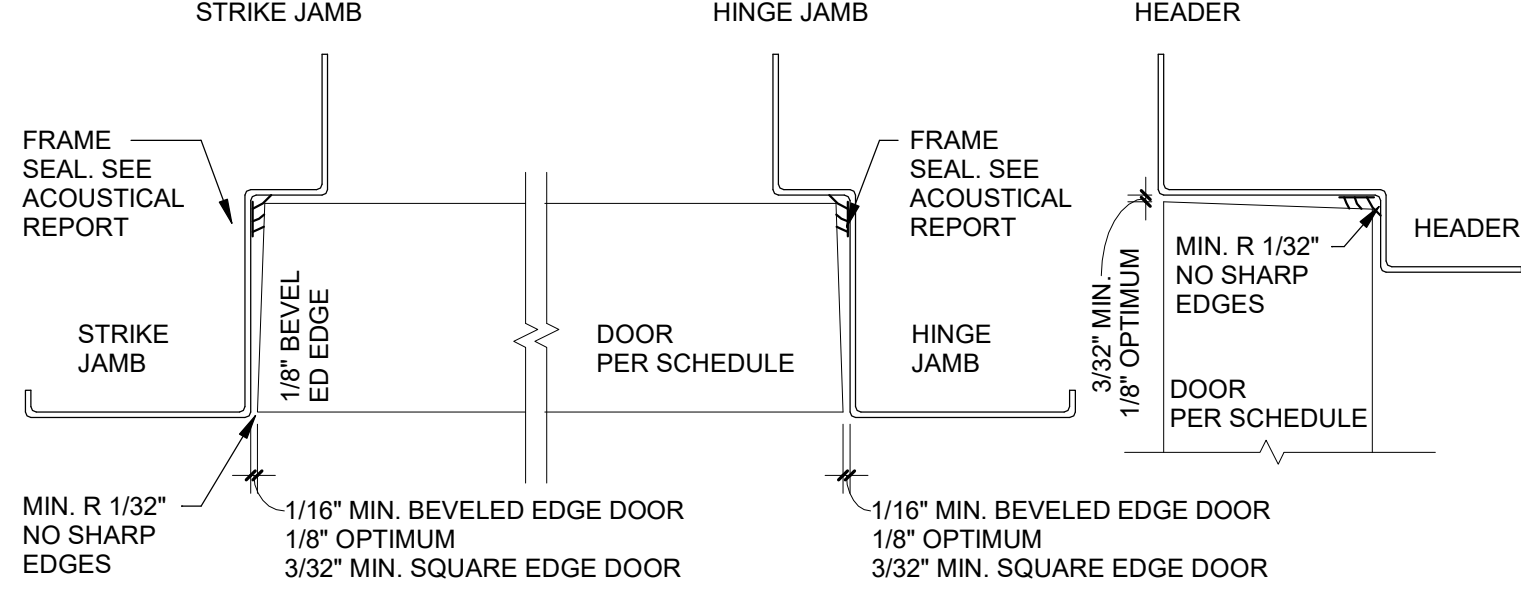 STRIKE JAMB
HINGE JAMB
HEADER
FRAME
SEAL. SEE
ACOUSTICAL
REPORT
FRAME
SEAL. SEE
ACOUSTICAL
REPORT
MIN. R 1/32"
NO SHARP
EDGES
HEADER
STRIKE
JAMB
1/8" BEVEL
ED EDGE
DOOR
PER SCHEDULE
HINGE
JAMB
3/32" MIN.
1/8" OPTIMUM
DOOR
PER SCHEDULE
MIN. R 1/32"
NO SHARP
EDGES
1/16" MIN. BEVELED EDGE DOOR
1/8" OPTIMUM
3/32" MIN. SQUARE EDGE DOOR
1/16" MIN. BEVELED EDGE DOOR
1/8" OPTIMUM
3/32" MIN. SQUARE EDGE DOOR